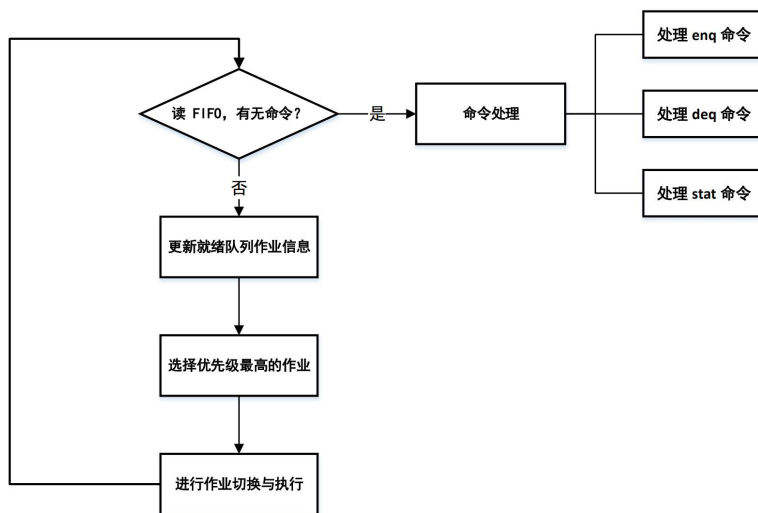 读 FIFO，有无命令？
是
命令处理
处理 enq 命令
处理 deq 命令
处理 stat 命令
否
更新就绪队列作业信息
选择优先级最高的作业
进行作业切换与执行